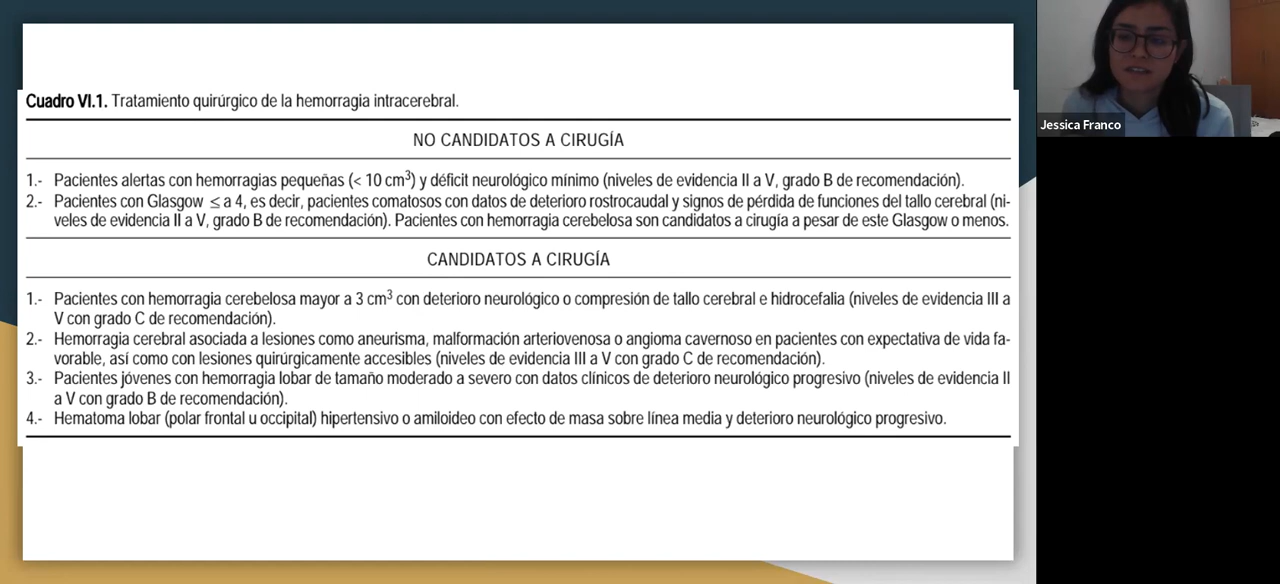 Cuadro VI.1. Tratamiento quirúrgico de la hemorragia intracerebral.
NO CANDIDATOS A CIRUGÍA
1.- Pacientes alertas con hemorragias pequeñas (< 10 cm³) y déficit neurológico mínimo (niveles de evidencia II a V, grado B de recomendación).
2.- Pacientes con Glasgow ≤ a 4, es decir, pacientes comatosos con datos de deterioro rostrocaudal y signos de pérdida de funciones del tallo cerebral (ni-
veles de evidencia II a V, grado B de recomendación). Pacientes con hemorragia cerebelosa son candidatos a cirugía a pesar de este Glasgow o menos.
CANDIDATOS A CIRUGÍA
1.- Pacientes con hemorragia cerebelosa mayor a 3 cm³ con deterioro neurológico o compresión de tallo cerebral e hidrocefalia (niveles de evidencia III a
V con grado C de recomendación).
2.- Hemorragia cerebral asociada a lesiones como aneurisma, malformación arteriovenosa o angioma cavernoso en pacientes con expectativa de vida fa-
vorable, así como con lesiones quirúrgicamente accesibles (niveles de evidencia III a V con grado C de recomendación).
3.- Pacientes jóvenes con hemorragia lobar de tamaño moderado a severo con datos clínicos de deterioro neurológico progresivo (niveles de evidencia II
a V con grado B de recomendación).
4.- Hematoma lobar (polar frontal u occipital) hipertensivo o amiloideo con efecto de masa sobre línea media y deterioro neurológico progresivo.
Jessica Franco